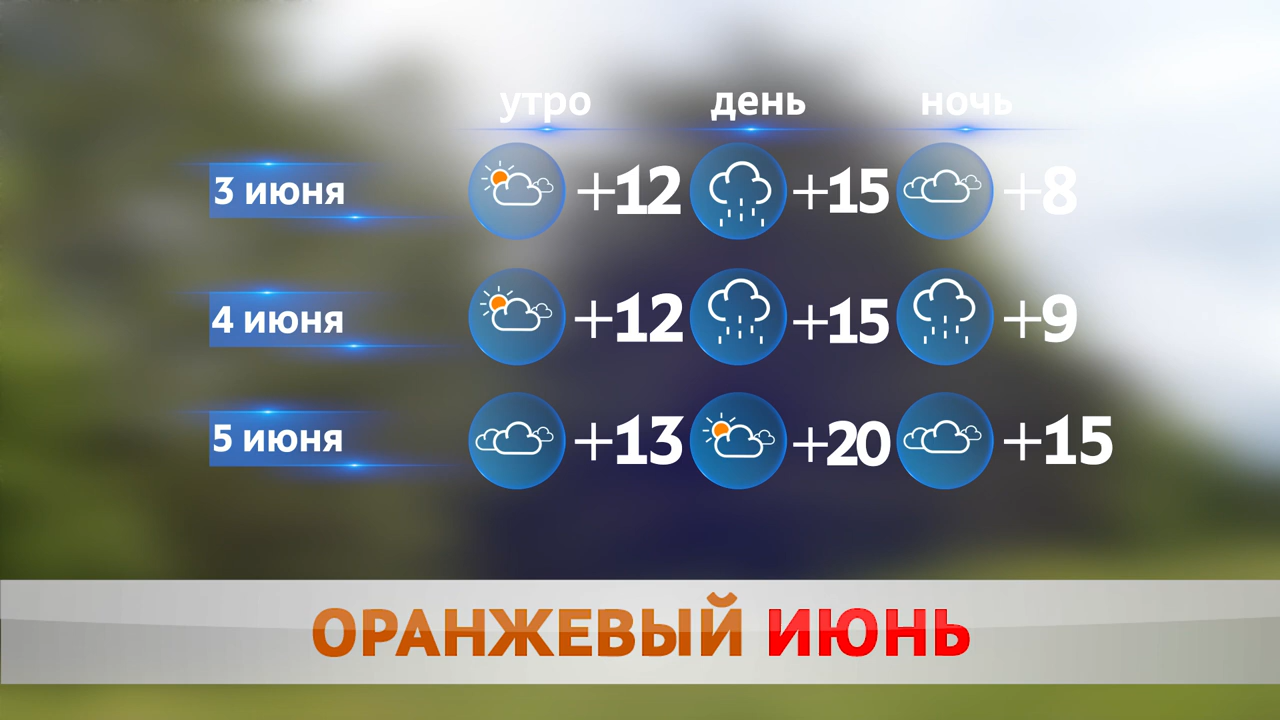 утро день ночь
3 июня +12 +15 +8
4 июня +12 +15 +9
5 июня +13 +20 +15
ОРАНЖЕВЫЙ ИЮНЬ